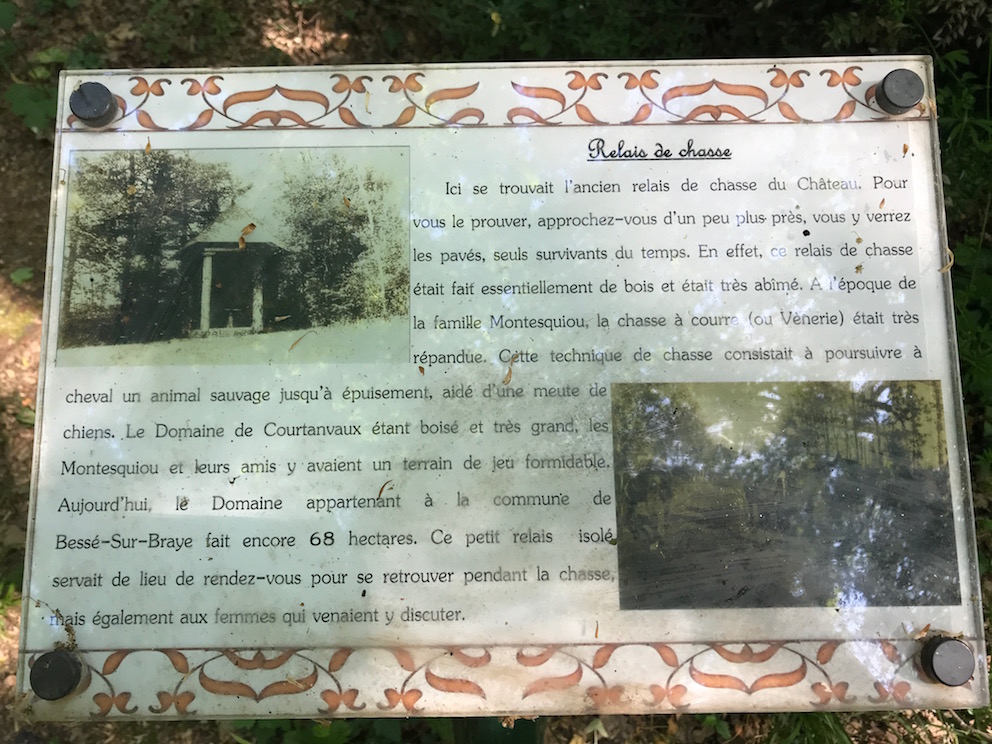 Relais de chasse
Ici se trouvait l'ancien relais de chasse du Château. Pour
vous le prouver, approchez-vous d'un peu plus près, vous y verrez
les pavés, seuls survivants du temps. En effet, ce relais de chasse
était fait essentiellement de bois et était très abîmé. A l'époque de
la famille Montesquiou, la chasse à courre (ou Vènerie) était très
répandue. Cette technique de chasse consistait à poursuivre à
cheval un animal sauvage jusqu'à épuisement, aidé d'une meute de
chiens. Le Domaine de Courtanvaux étant boisé et très grand, les
Montesquiou et leurs amis y avaient un terrain de jeu formidable.
Aujourd'hui, le Domaine appartenant à la commune de
Bessé-Sur-Braye fait encore 68 hectares. Ce petit relais isolé
servait de lieu de rendez-vous pour se retrouver pendant la chasse,
mais également aux femmes qui venaient y discuter.